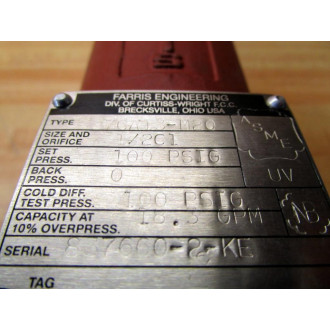 FARRIS ENGINEERING
DIV. OF CURTISS-WRIGHT F.C.C.
BRECKSVILLE, OHIO USA
TYPE
SIZE AND ORIFICE
SET PRESS. 100 PSIG
BACK PRESS. 0
COLD DIFF. TEST PRESS. 100 PSIG
CAPACITY AT 10% OVERPRESS. GPM
SERIAL
TAG
ASME
UV
NB